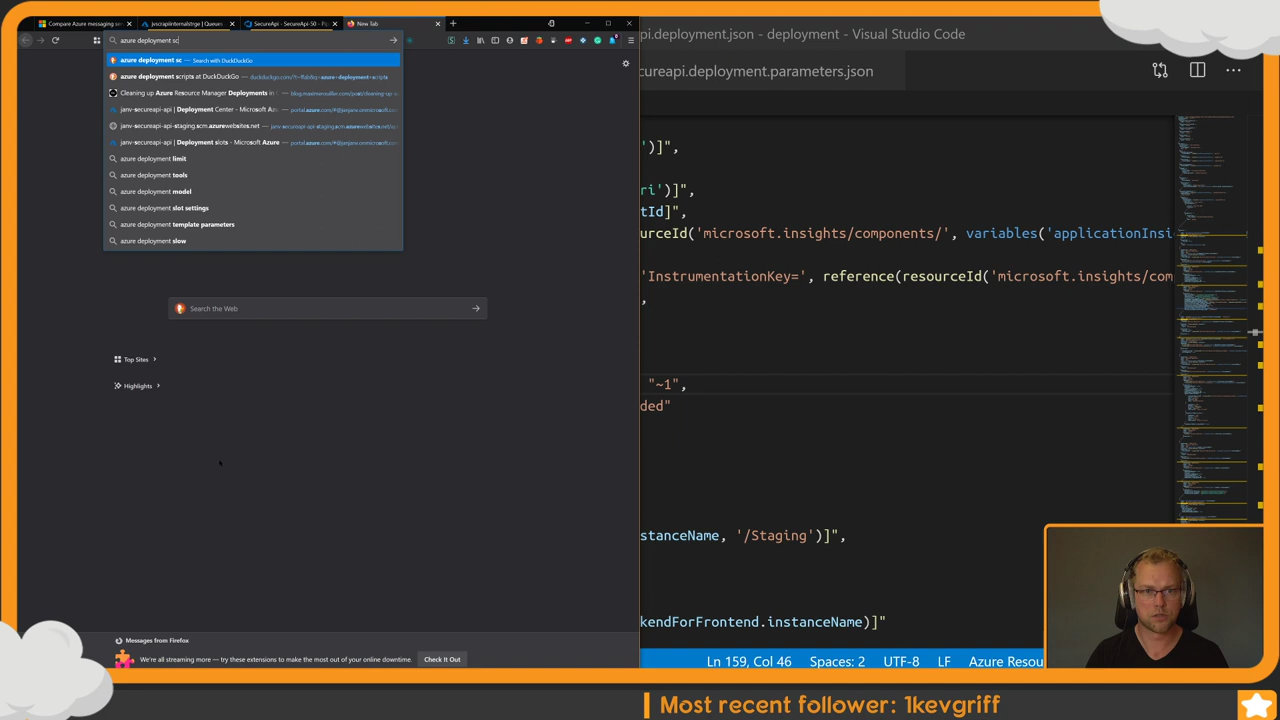 Compare Azure messaging se
jvscrapiinternalstrge | Queues
SecureApi - SecureApi-50 - Pip
New Tab
api.deployment.json - deployment - Visual Studio Code
azure deployment sc
azure deployment sc — Search with DuckDuckGo
azure deployment scripts at DuckDuckGo — duckduckgo.com/?t=ffab&q=azure+deployment+scripts
Cleaning up Azure Resource Manager Deployments in — blog.maximerouiller.com/post/cleaning-up-
janv-secureapi-api | Deployment Center - Microsoft Az — portal.azure.com/#@janjanv.onmicrosoft.com
janv-secureapi-api-staging.scm.azurewebsites.net — janv-secureapi-api-staging.scm.azurewebsites.net/
janv-secureapi-api | Deployment slots - Microsoft Azure — portal.azure.com/#@janjanv.onmicrosoft.com
azure deployment limit
azure deployment tools
azure deployment model
azure deployment slot settings
azure deployment template parameters
azure deployment slow
Search the Web
Top Sites
Highlights
Messages from Firefox
We're all streaming more — try these extensions to make the most out of your online downtime.
Check It Out
cureapi.deployment.parameters.json
')]",
ri')]",
tId]",
ourceId('microsoft.insights/components/', variables('applicationInsi
'InstrumentationKey', reference(resourceId('microsoft.insights/com
,
"~1",
ded"
stanceName, '/Staging')]",
kendForFrontend.instanceName)]"
Ln 159, Col 46
Spaces: 2
UTF-8
LF
Azure Resou
Most recent follower: 1kevgriff